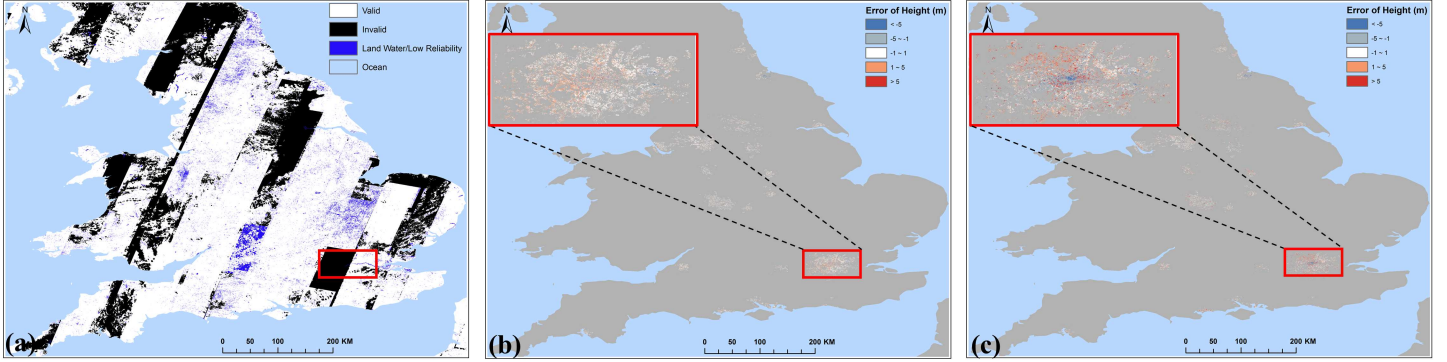 N
Valid
Invalid
Land Water/Low Reliability
Ocean
(a)
0 50 100 200 KM
N
Error of Height (m)
< -5
-5 ~ -1
-1 ~ 1
1 ~ 5
> 5
(b)
0 50 100 200 KM
N
Error of Height (m)
< -5
-5 ~ -1
-1 ~ 1
1 ~ 5
> 5
(c)
0 50 100 200 KM